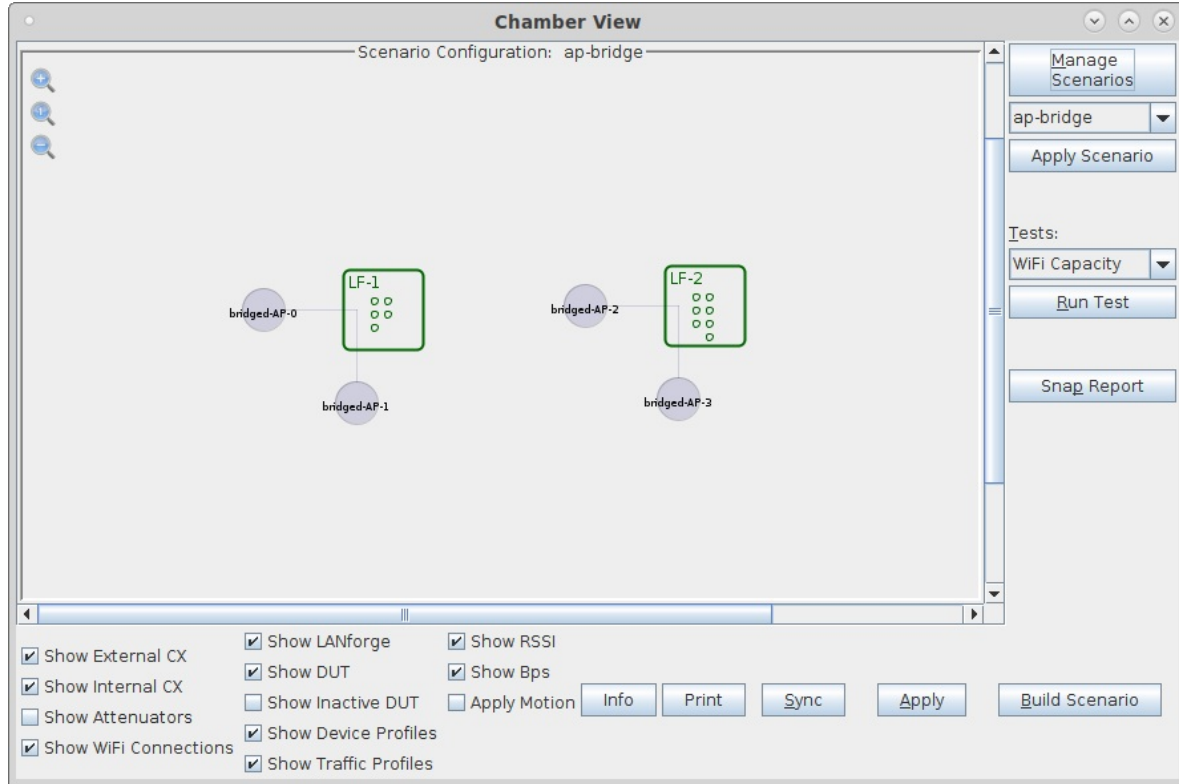 Chamber View
Scenario Configuration: ap-bridge
Manage
Scenarios
ap-bridge
Apply Scenario
Tests:
WiFi Capacity
Run Test
Snap Report
LF-1
bridged-AP-0
bridged-AP-1
LF-2
bridged-AP-2
bridged-AP-3
Show External CX
Show Internal CX
Show Attenuators
Show WiFi Connections
Show LANforge
Show DUT
Show Inactive DUT
Show Device Profiles
Show Traffic Profiles
Show RSSI
Show Bps
Apply Motion
Info
Print
Sync
Apply
Build Scenario